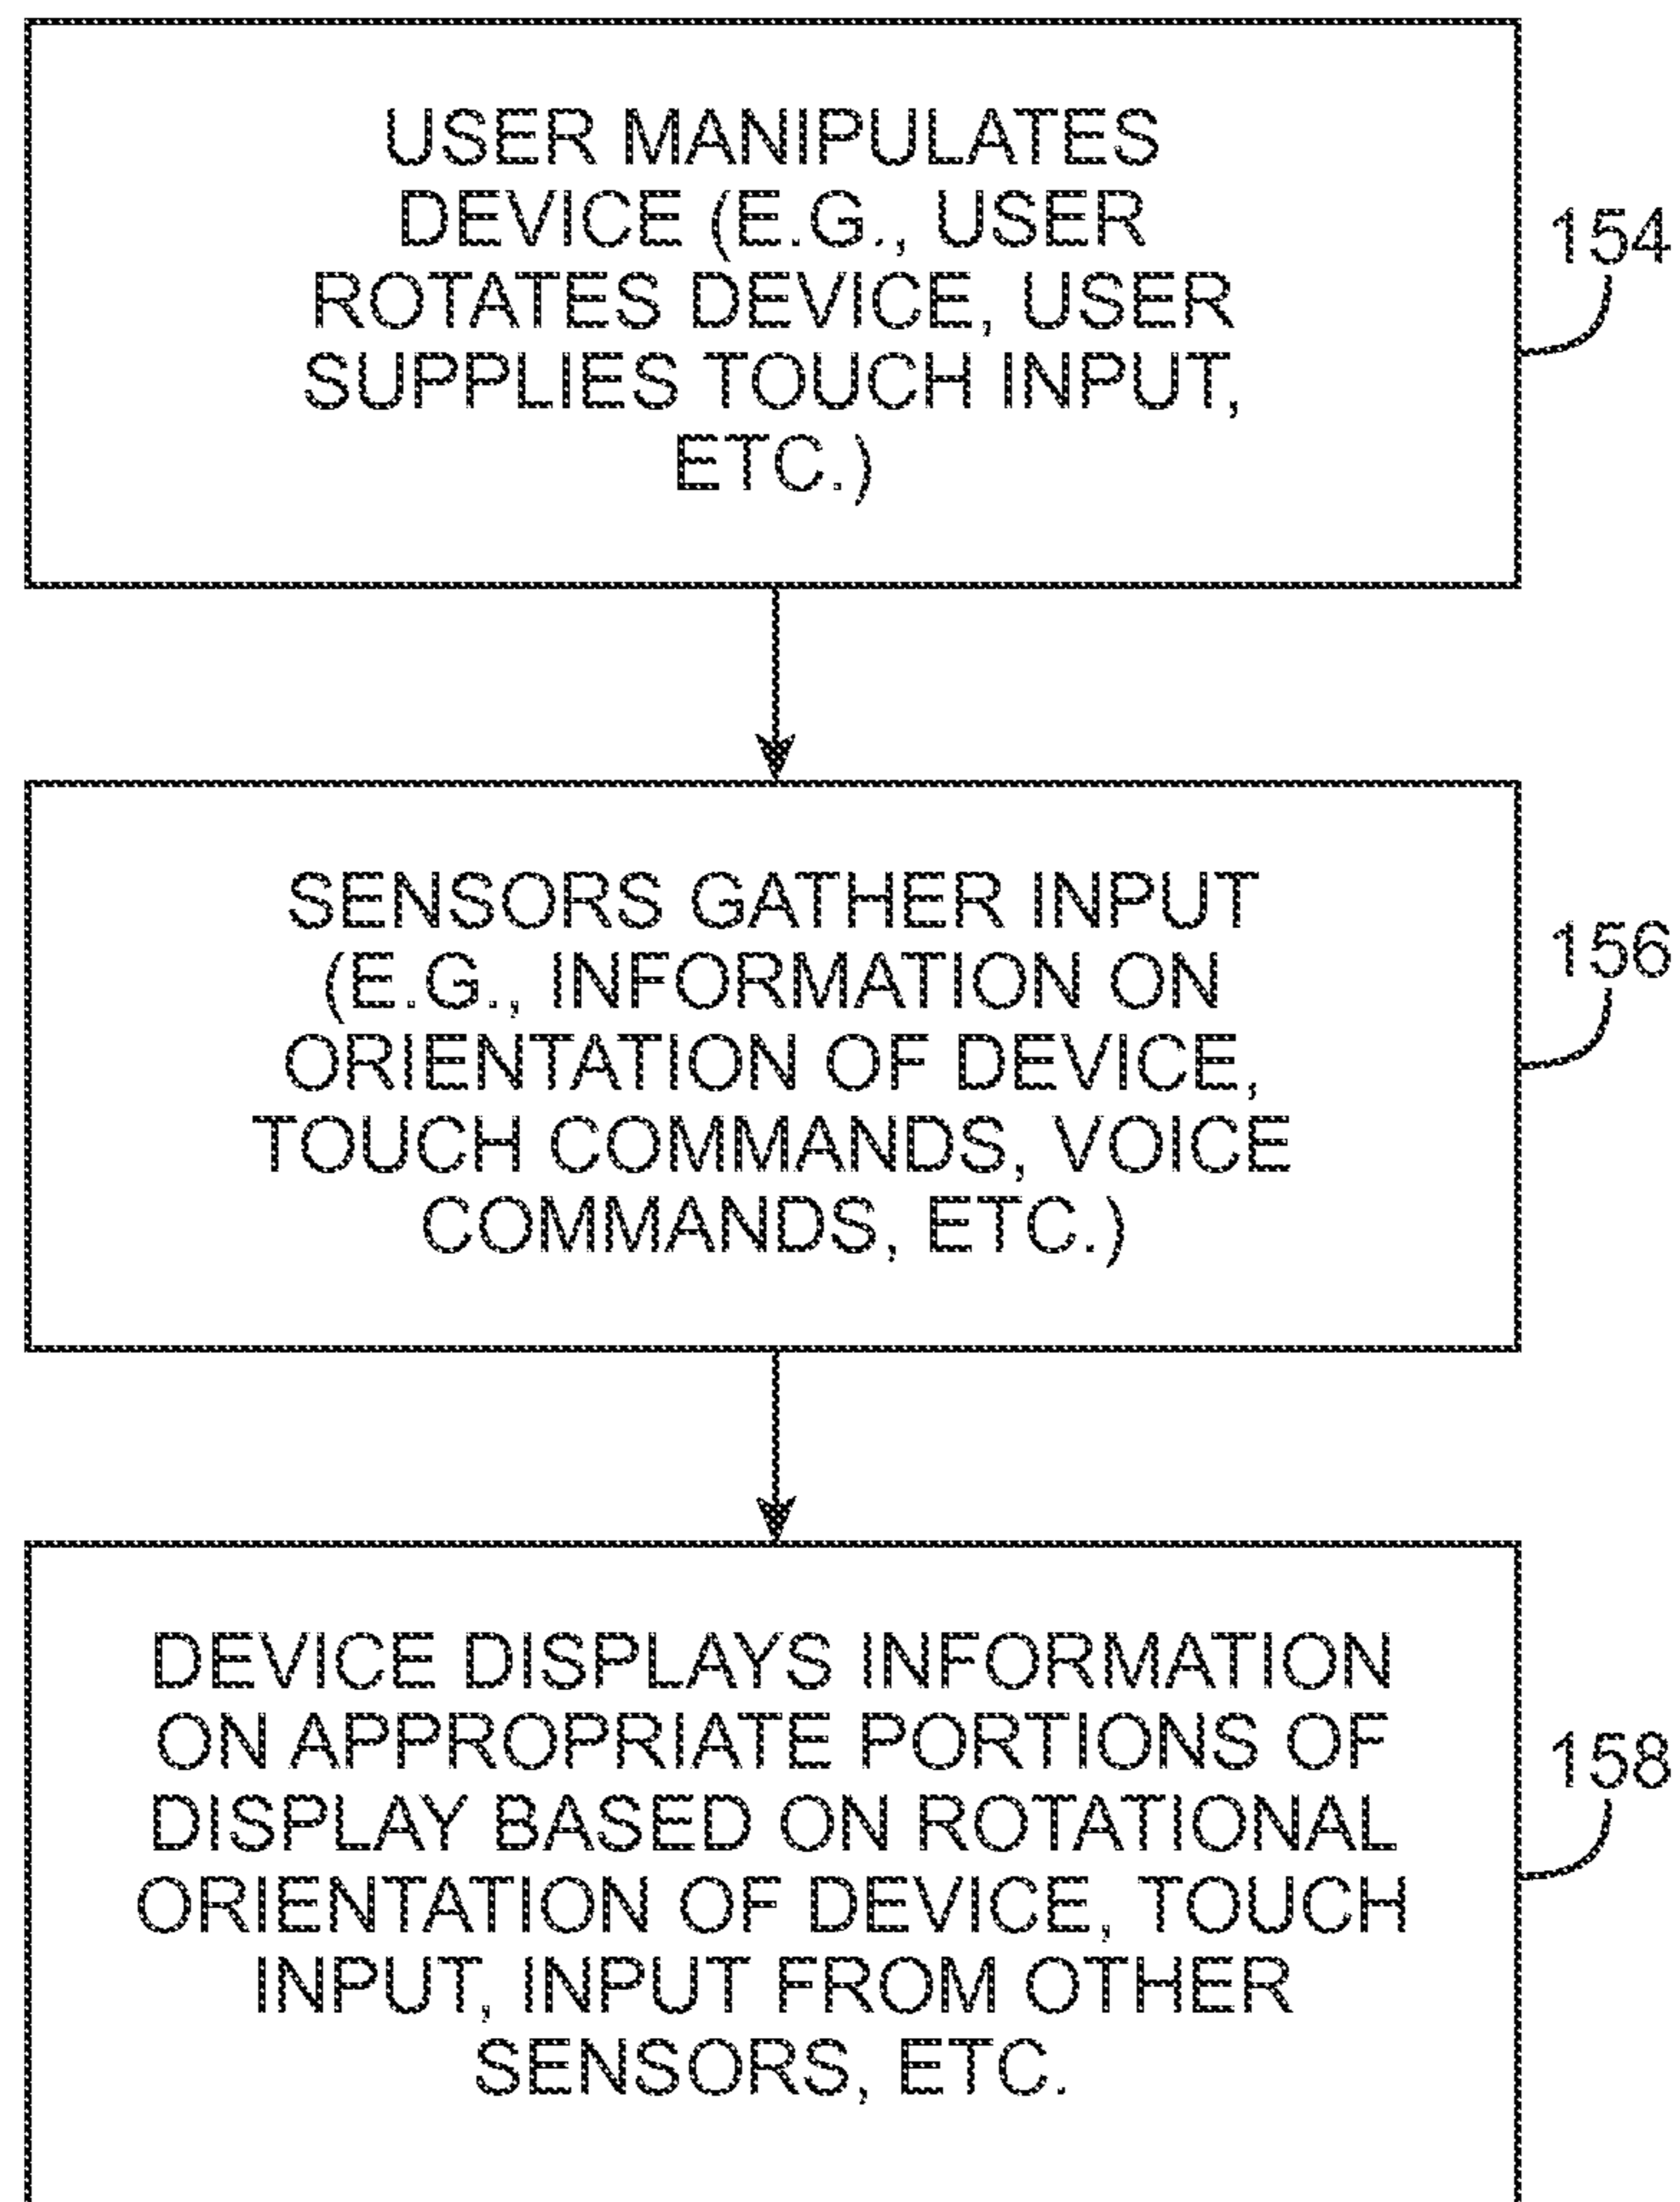 USER MANIPULATES
DEVICE (E.G., USER
ROTATES DEVICE, USER
SUPPLIES TOUCH INPUT,
ETC.)
154
SENSORS GATHER INPUT
(E.G., INFORMATION ON
ORIENTATION OF DEVICE,
TOUCH COMMANDS, VOICE
COMMANDS, ETC.)
156
DEVICE DISPLAYS INFORMATION
ON APPROPRIATE PORTIONS OF
DISPLAY BASED ON ROTATIONAL
ORIENTATION OF DEVICE, TOUCH
INPUT, INPUT FROM OTHER
SENSORS, ETC.
158